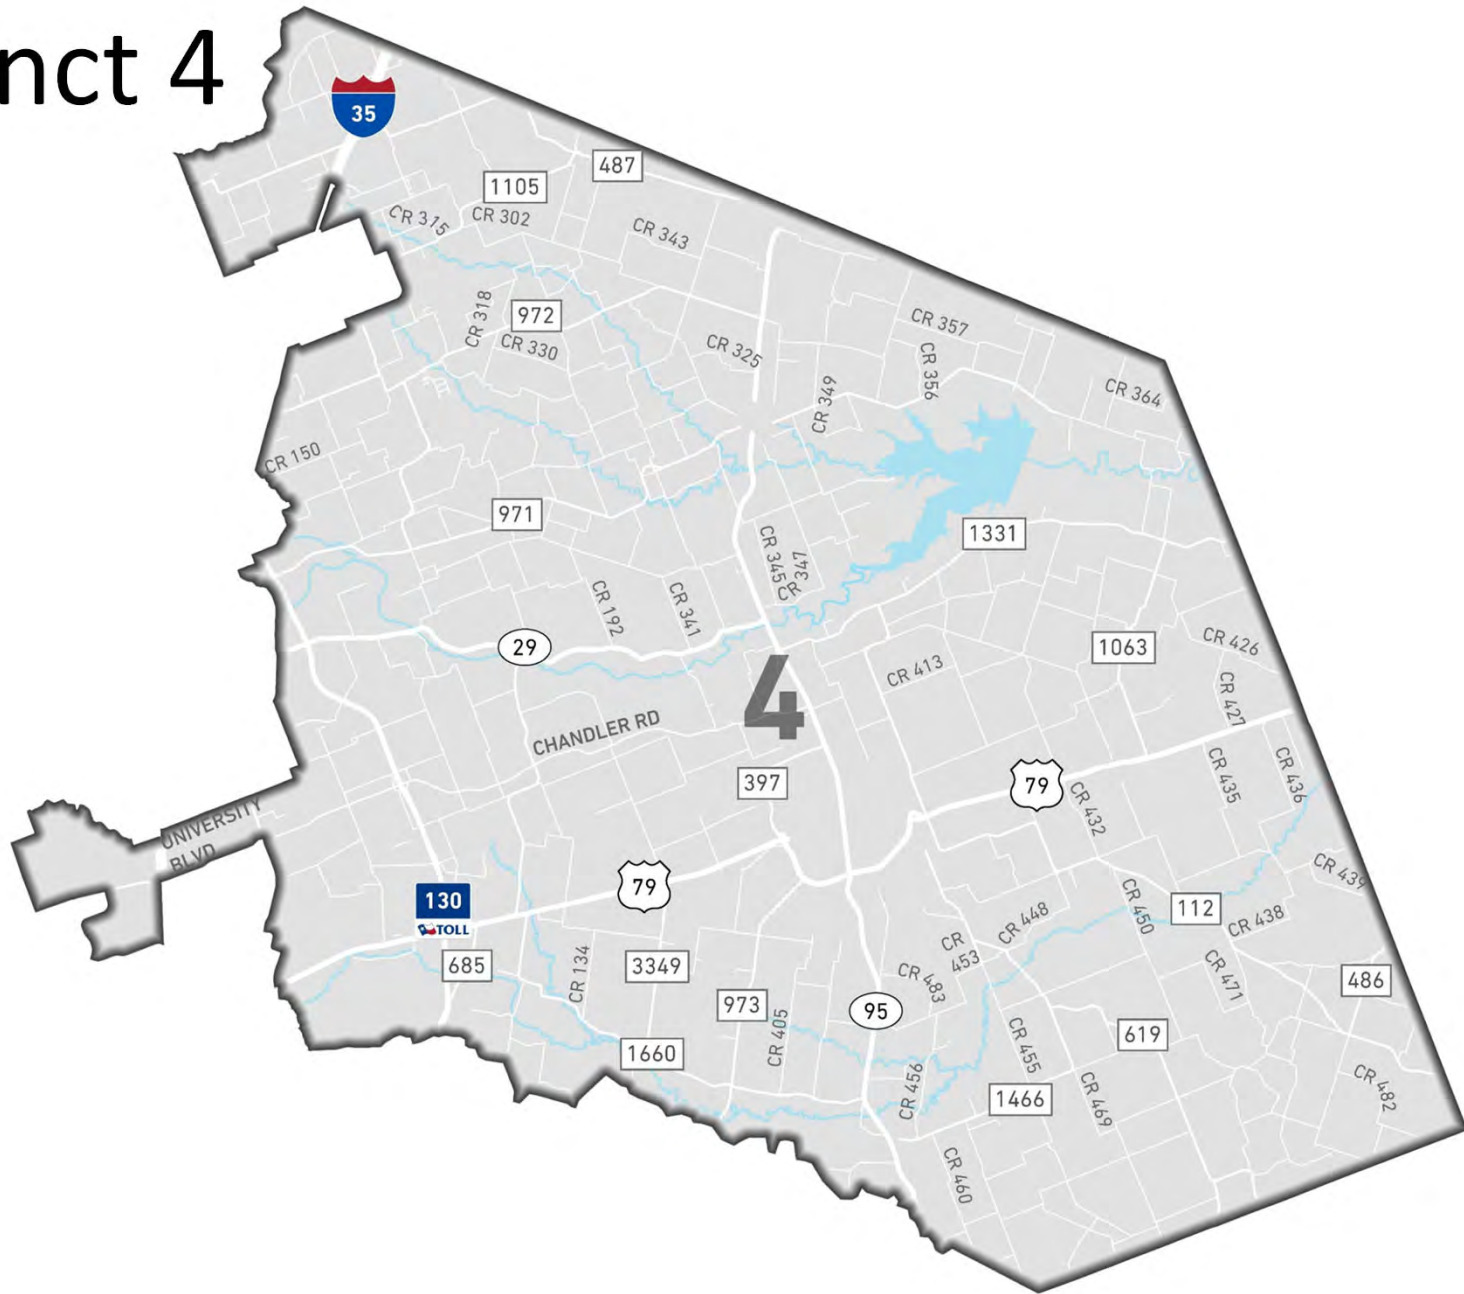 nct 4
35
487
1105
CR 315
CR 302
CR 343
CR 318
972
CR 330
CR 325
CR 357
CR 356
CR 349
CR 364
CR 150
971
1331
CR 345
CR 347
CR 192
CR 341
29
1063
CR 426
CR 413
CR 427
4
CHANDLER RD
397
79
CR 435
CR 436
CR 432
UNIVERSITY
BLVD
79
130
TOLL
CR 439
CR 450
112
CR 438
CR 448
CR
453
685
CR 134
3349
CR 483
CR 471
486
973
95
CR 405
1660
CR 455
619
CR 456
1466
CR 469
CR 482
CR 460